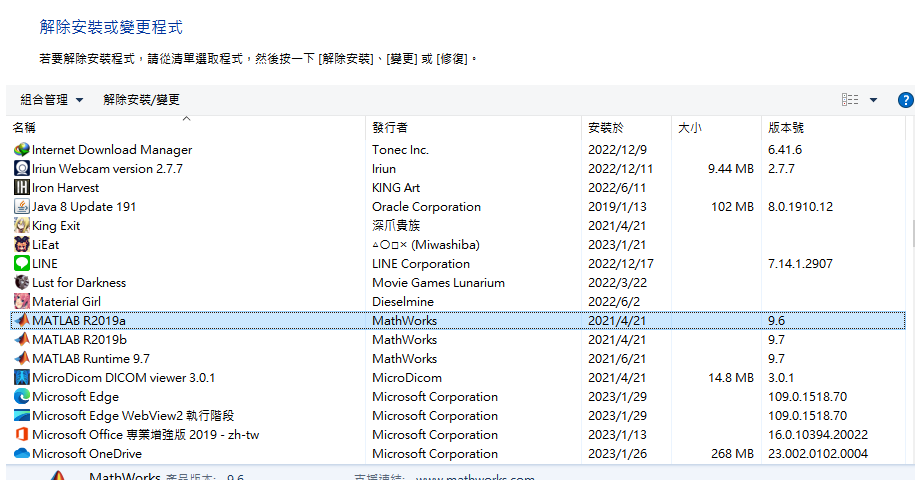 解除安裝或變更程式
若要解除安裝程式，請從清單選取程式，然後按一下 [解除安裝]、[變更] 或 [修復]。
組合管理 解除安裝/變更
名稱 發行者 安裝於 大小 版本號
Internet Download Manager Tonec Inc. 2022/12/9 6.41.6
Iriun Webcam version 2.7.7 Iriun 2022/12/11 9.44 MB 2.7.7
Iron Harvest KING Art 2022/6/11
Java 8 Update 191 Oracle Corporation 2019/1/13 102 MB 8.0.1910.12
King Exit 深爪貴族 2021/4/21
LiEat △○□× (Miwashiba) 2023/1/21
LINE LINE Corporation 2022/12/17 7.14.1.2907
Lust for Darkness Movie Games Lunarium 2022/3/22
Material Girl Dieselmine 2022/6/2
MATLAB R2019a MathWorks 2021/4/21 9.6
MATLAB R2019b MathWorks 2021/4/21 9.7
MATLAB Runtime 9.7 MathWorks 2021/6/21 9.7
MicroDicom DICOM viewer 3.0.1 MicroDicom 2021/4/21 14.8 MB 3.0.1
Microsoft Edge Microsoft Corporation 2023/1/29 109.0.1518.70
Microsoft Edge WebView2 執行階段 Microsoft Corporation 2023/1/29 109.0.1518.70
Microsoft Office 專業增強版 2019 - zh-tw Microsoft Corporation 2023/1/13 16.0.10394.20022
Microsoft OneDrive Microsoft Corporation 2023/1/26 268 MB 23.002.0102.0004
MathWorks 產品版本: 9.6 支援連結: www.mathworks.com